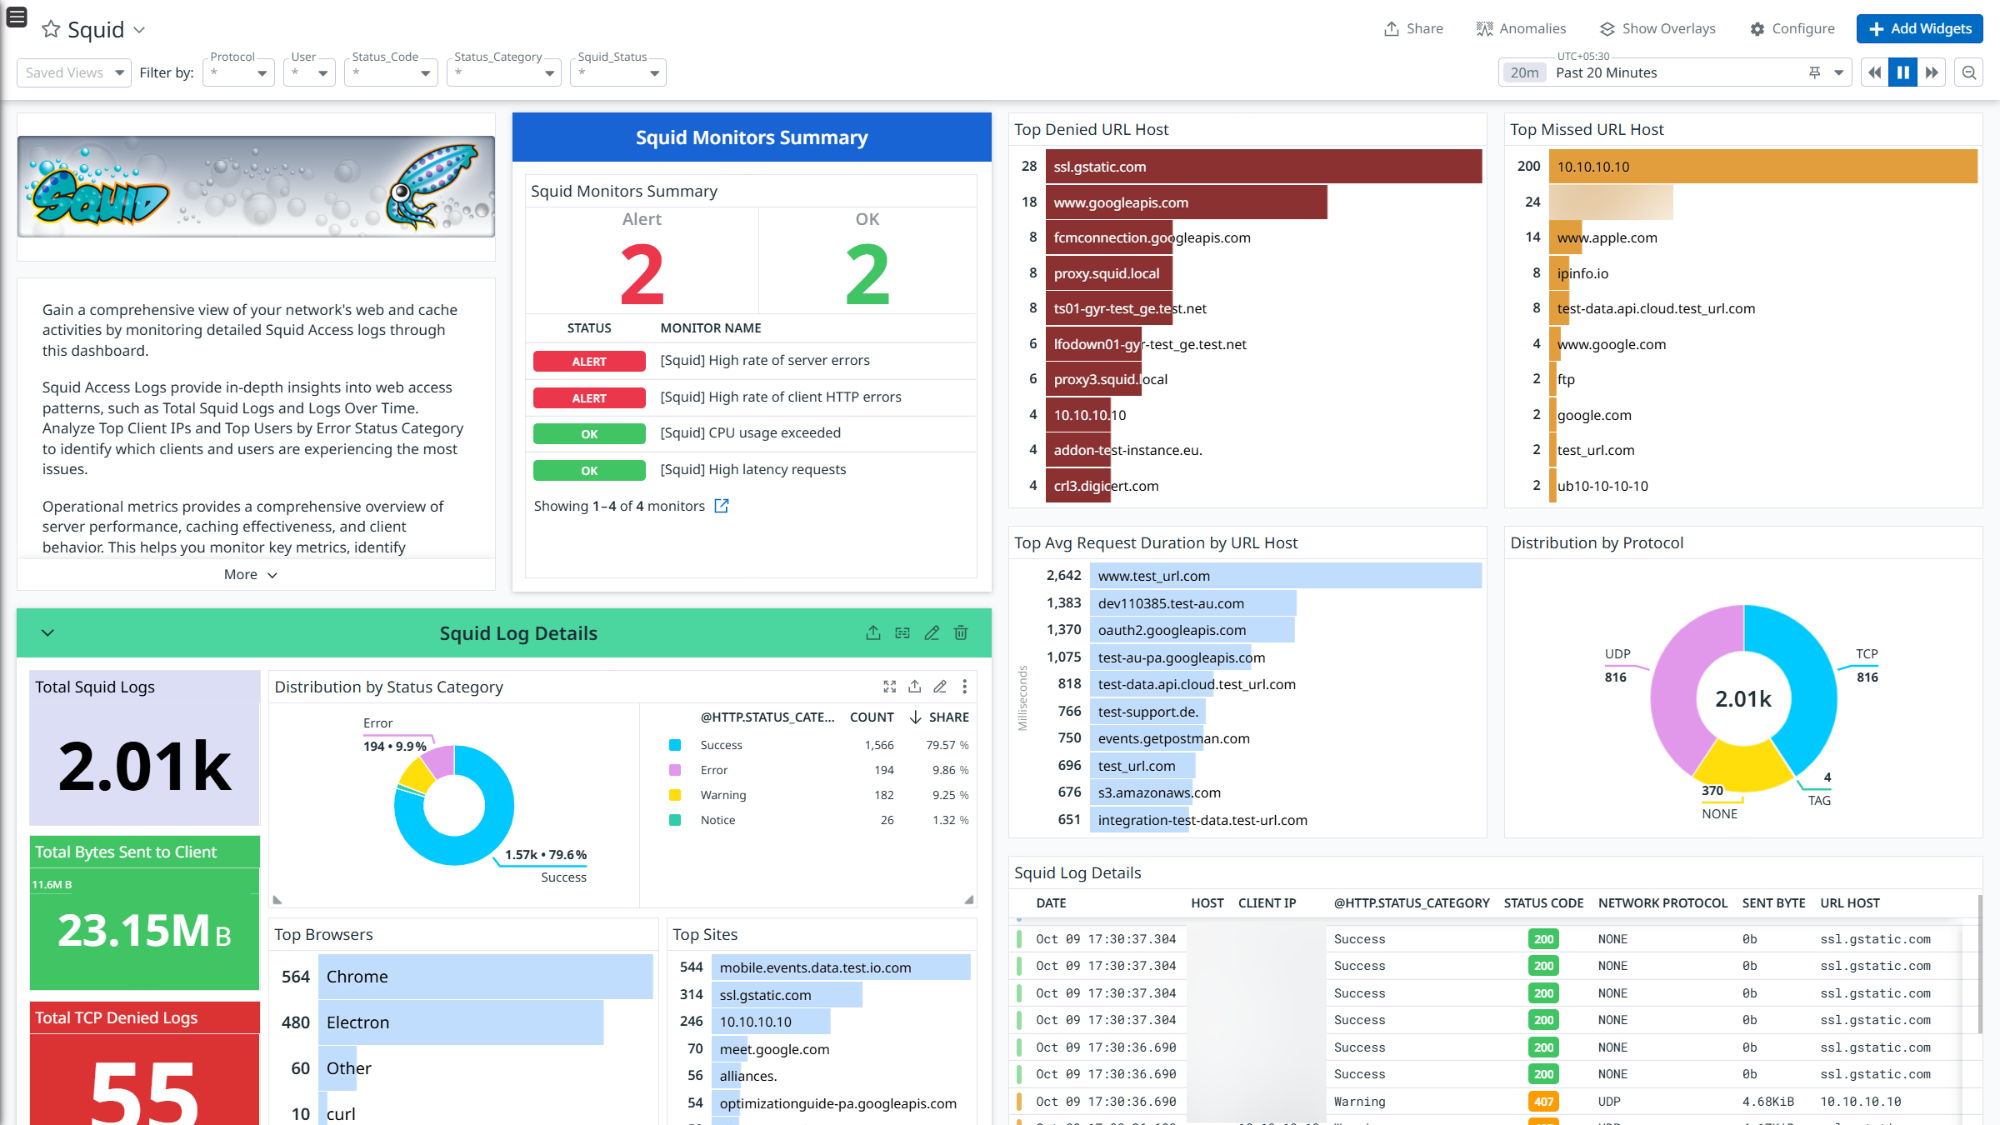 Squid
Share
Anomalies
Show Overlays
Configure
Add Widgets
Saved Views
Filter by:
Protocol
*
User
*
Status_Code
*
Status_Category
*
Squid_Status
*
UTC+05:30
20m
Past 20 Minutes
SQUID
Gain a comprehensive view of your network's web and cache
activities by monitoring detailed Squid Access logs through
this dashboard.
Squid Access Logs provide in-depth insights into web access
patterns, such as Total Squid Logs and Logs Over Time.
Analyze Top Client IPs and Top Users by Error Status Category
to identify which clients and users are experiencing the most
issues.
Operational metrics provides a comprehensive overview of
server performance, caching effectiveness, and client
behavior. This helps you monitor key metrics, identify
More
Squid Monitors Summary
Squid Monitors Summary
Alert
OK
2
2
STATUS MONITOR NAME
ALERT [Squid] High rate of server errors
ALERT [Squid] High rate of client HTTP errors
OK [Squid] CPU usage exceeded
OK [Squid] High latency requests
Showing 1–4 of 4 monitors
Top Denied URL Host
28 ssl.gstatic.com
18 www.googleapis.com
8 fcmconnection.googleapis.com
8 proxy.squid.local
8 ts01-gyr-test_ge.test.net
6 lfodown01-gyr-test_ge.test.net
6 proxy3.squid.local
4 10.10.10.10
4 addon-test-instance.eu.
4 crl3.digicert.com
Top Missed URL Host
200 10.10.10.10
24
14 www.apple.com
8 ipinfo.io
8 test-data.api.cloud.test_url.com
4 www.google.com
2 ftp
2 google.com
2 test_url.com
2 ub10-10-10-10
Top Avg Request Duration by URL Host
Milliseconds
2,642 www.test_url.com
1,383 dev110385.test-au.com
1,370 oauth2.googleapis.com
1,075 test-au-pa.googleapis.com
818 test-data.api.cloud.test_url.com
766 test-support.de.
750 events.getpostman.com
696 test_url.com
676 s3.amazonaws.com
651 integration-test-data.test-url.com
Distribution by Protocol
UDP
816
TCP
816
2.01k
370
NONE
4
TAG
Squid Log Details
Total Squid Logs
2.01k
Total Bytes Sent to Client
11.6M B
23.15M B
Total TCP Denied Logs
55
Distribution by Status Category
Error
194 • 9.9%
1.57k • 79.6%
Success
@HTTP.STATUS_CATE... COUNT SHARE
Success 1,566 79.57 %
Error 194 9.86 %
Warning 182 9.25 %
Notice 26 1.32 %
Top Browsers
564 Chrome
480 Electron
60 Other
10 curl
Top Sites
544 mobile.events.data.test.io.com
314 ssl.gstatic.com
246 10.10.10.10
70 meet.google.com
56 alliances.
54 optimizationguide-pa.googleapis.com
Squid Log Details
DATE HOST CLIENT IP @HTTP.STATUS_CATEGORY STATUS CODE NETWORK PROTOCOL SENT BYTE URL HOST
Oct 09 17:30:37.304 Success 200 NONE 0b ssl.gstatic.com
Oct 09 17:30:37.304 Success 200 NONE 0b ssl.gstatic.com
Oct 09 17:30:37.304 Success 200 NONE 0b ssl.gstatic.com
Oct 09 17:30:37.304 Success 200 NONE 0b ssl.gstatic.com
Oct 09 17:30:36.690 Success 200 NONE 0b ssl.gstatic.com
Oct 09 17:30:36.690 Success 200 NONE 0b ssl.gstatic.com
Oct 09 17:30:36.690 Warning 407 UDP 4.68KiB 10.10.10.10